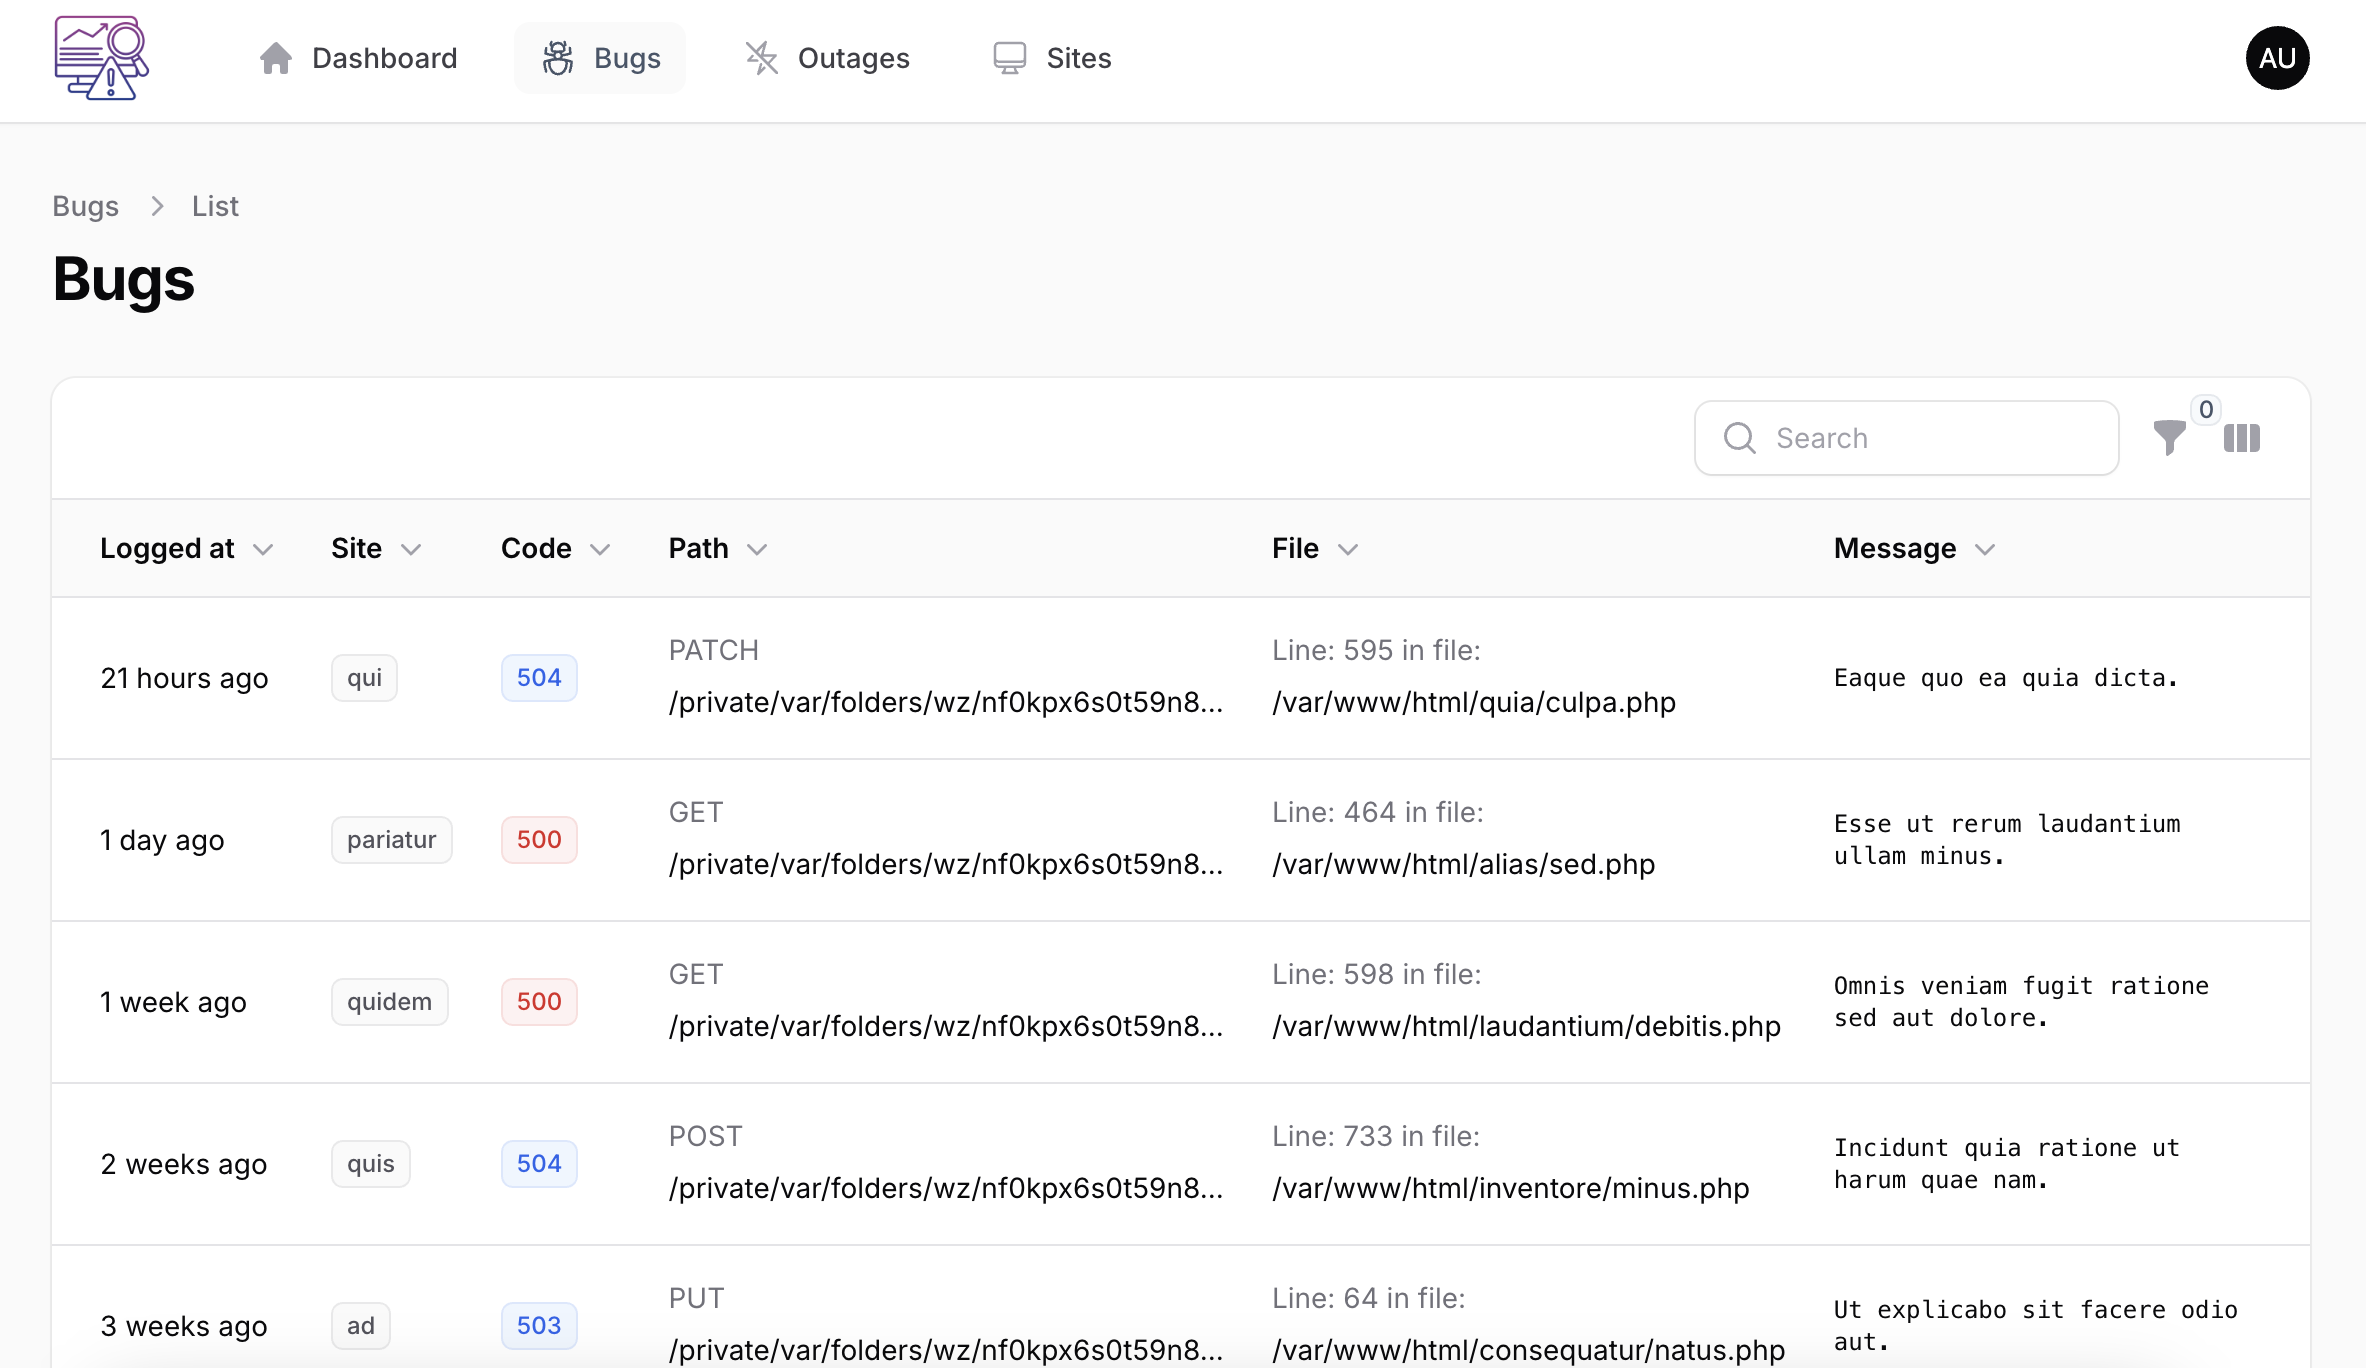 Dashboard
Bugs
Outages
Sites
AU
Bugs
List
Bugs
Search
0
Logged at
Site
Code
Path
File
Message
21 hours ago
qui
504
PATCH
/private/var/folders/wz/nf0kpx6s0t59n8...
Line: 595 in file:
/var/www/html/quia/culpa.php
Eaque quo ea quia dicta.
1 day ago
pariatur
500
GET
/private/var/folders/wz/nf0kpx6s0t59n8...
Line: 464 in file:
/var/www/html/alias/sed.php
Esse ut rerum laudantium
ullam minus.
1 week ago
quidem
500
GET
/private/var/folders/wz/nf0kpx6s0t59n8...
Line: 598 in file:
/var/www/html/laudantium/debitis.php
Omnis veniam fugit ratione
sed aut dolore.
2 weeks ago
quis
504
POST
/private/var/folders/wz/nf0kpx6s0t59n8...
Line: 733 in file:
/var/www/html/inventore/minus.php
Incidunt quia ratione ut
harum quae nam.
3 weeks ago
ad
503
PUT
/private/var/folders/wz/nf0kpx6s0t59n8...
Line: 64 in file:
/var/www/html/consequatur/natus.php
Ut explicabo sit facere odio
aut.